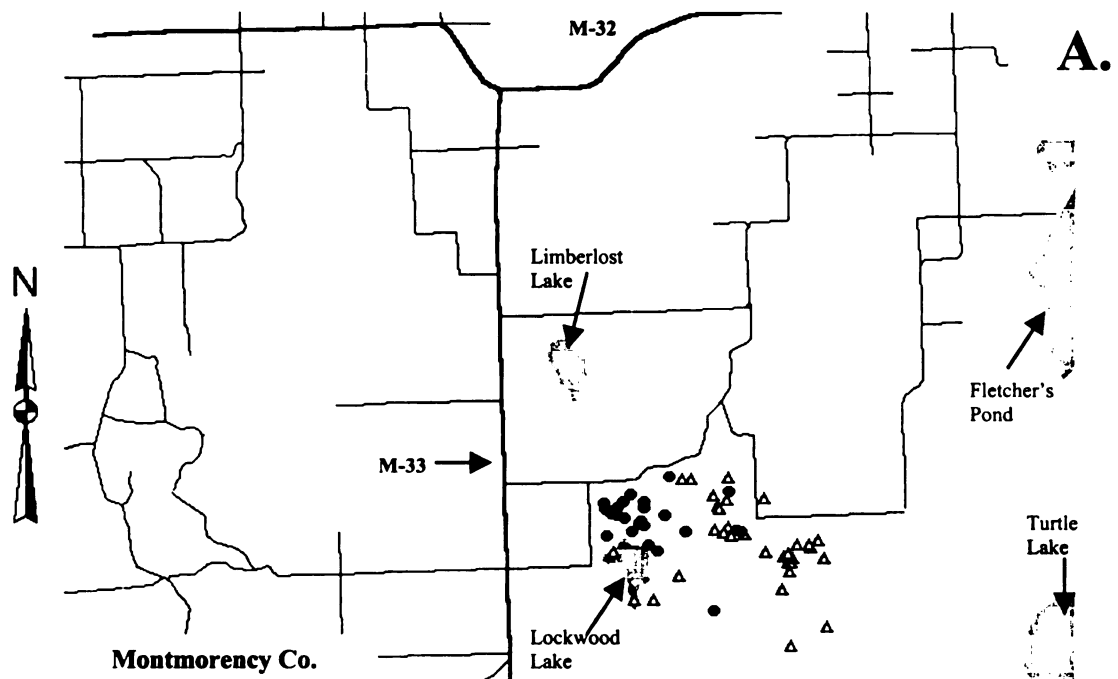 M-32
A.
Limberlost
Lake
N
Fletcher's
Pond
M-33
Turtle
Lake
Lockwood
Lake
Montmorency Co.